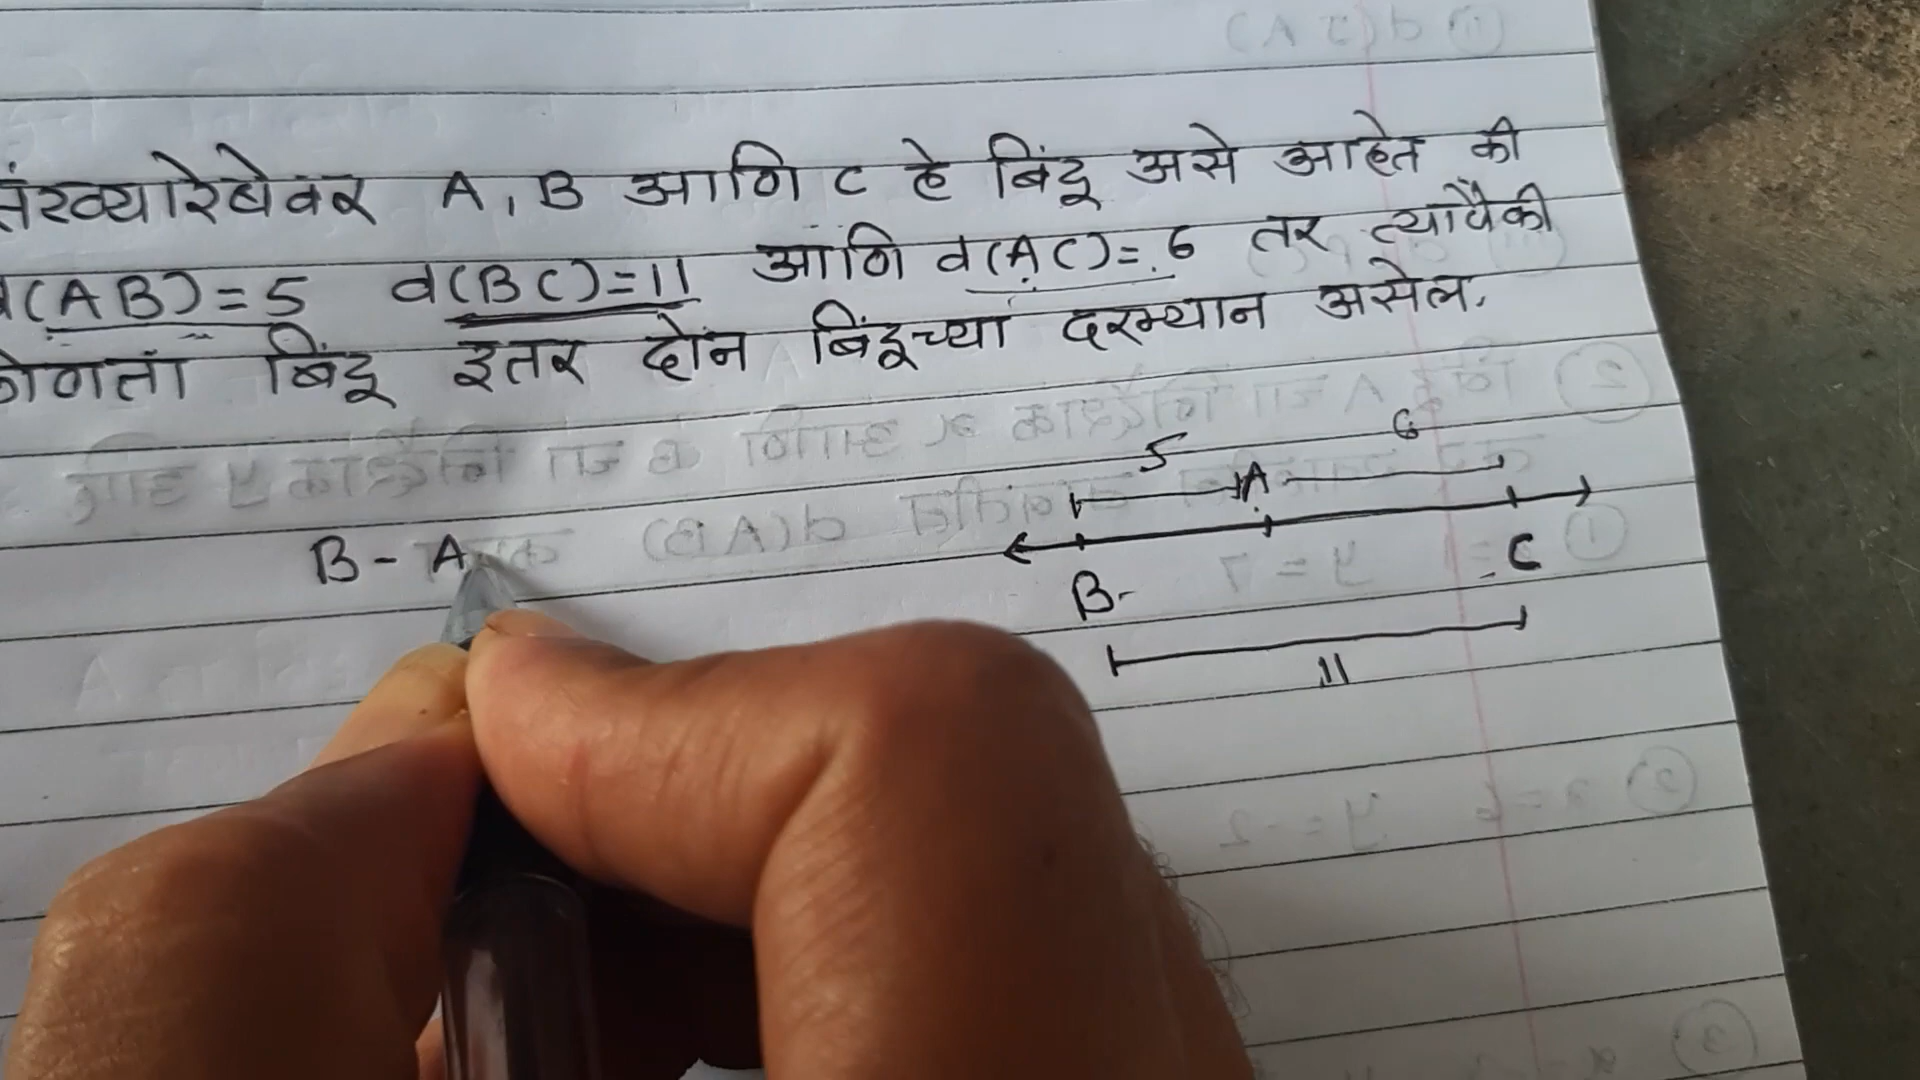 संख्यारेषेवर A, B आणि C हे बिंदू असे आहेत की
d(AB)=5 d(BC)=11 आणि d(AC)=6 तर त्यापैकी
कोणता बिंदू इतर दोन बिंदूच्या दरम्यान असेल.
5 A 6
B - A
B- C
11